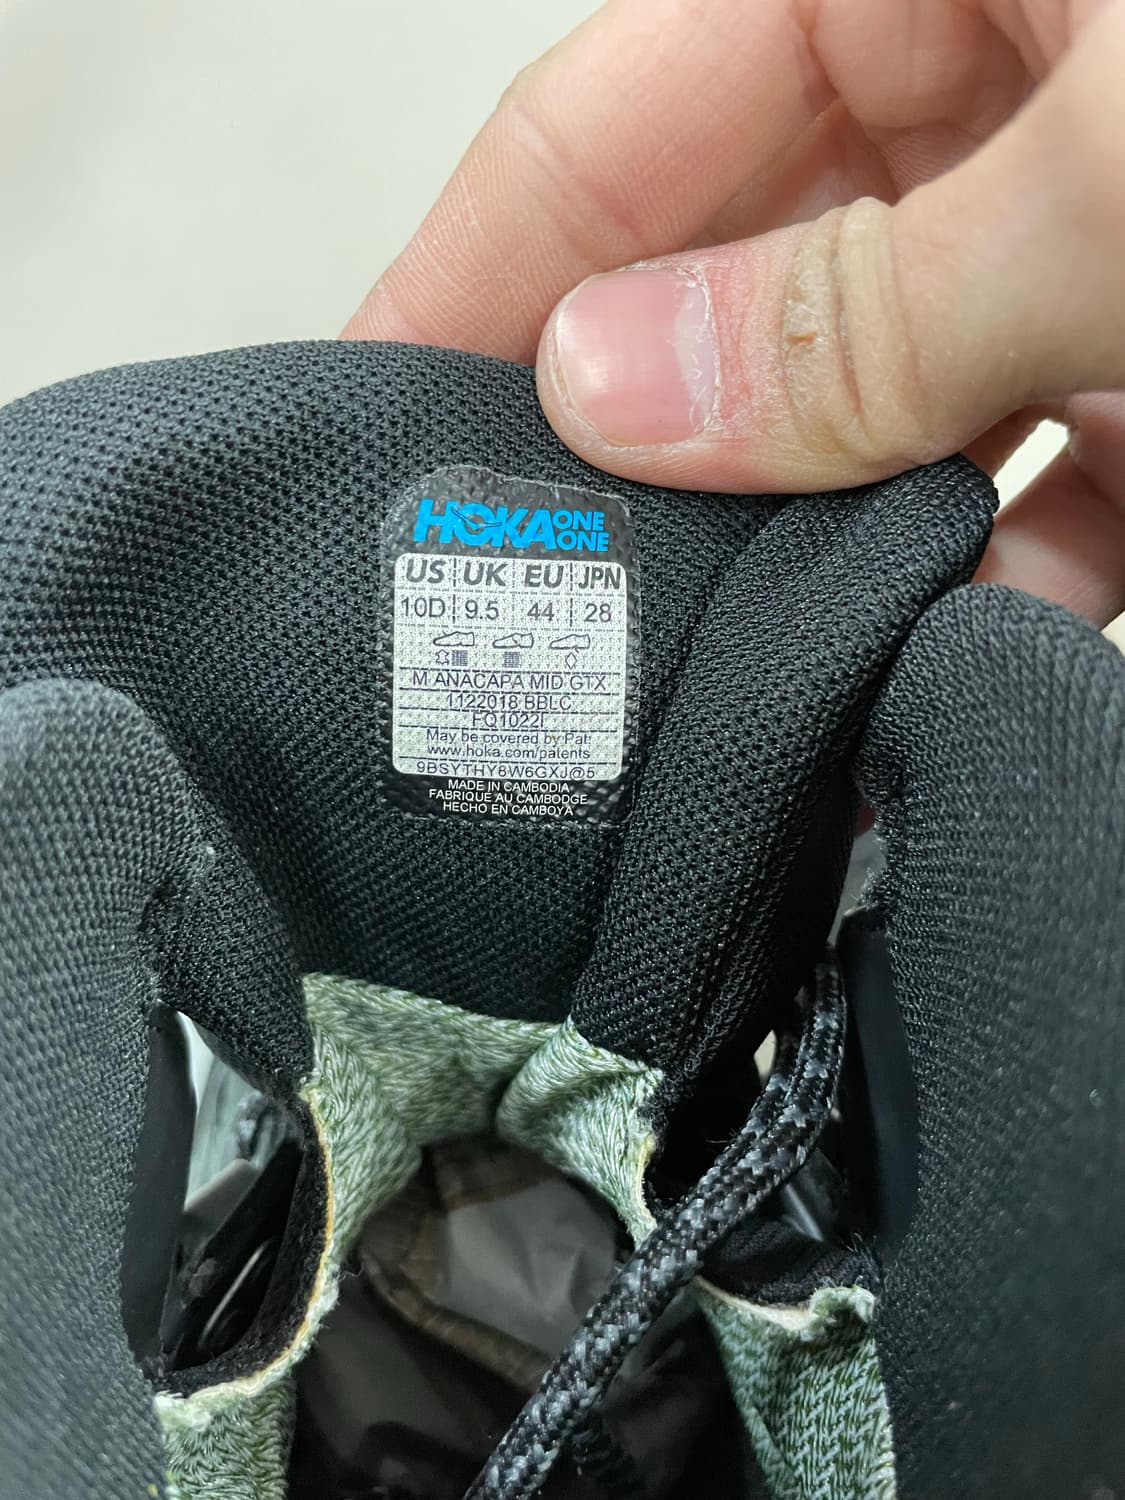 HOKA ONE ONE
US UK EU JPN
10D 9.5 44 28
M ANACAPA MID GTX
1122018 BBLC
FQ1022I
May be covered by Pat:
www.hoka.com/patents
9BSYTHY8W6GXJ@5
MADE IN CAMBODIA
FABRIQUE AU CAMBODGE
HECHO EN CAMBOYA